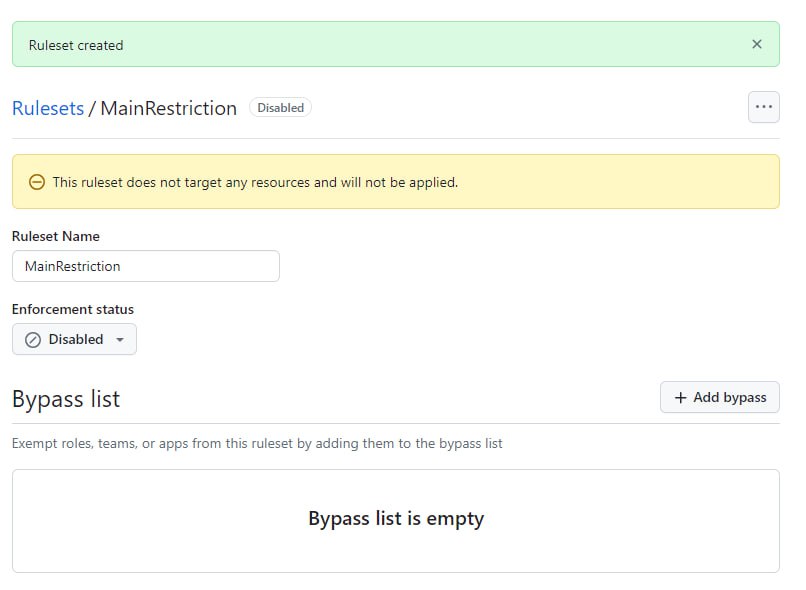 Ruleset created
Rulesets / MainRestriction Disabled
This ruleset does not target any resources and will not be applied.
Ruleset Name
MainRestriction
Enforcement status
Disabled
Bypass list
Add bypass
Exempt roles, teams, or apps from this ruleset by adding them to the bypass list
Bypass list is empty